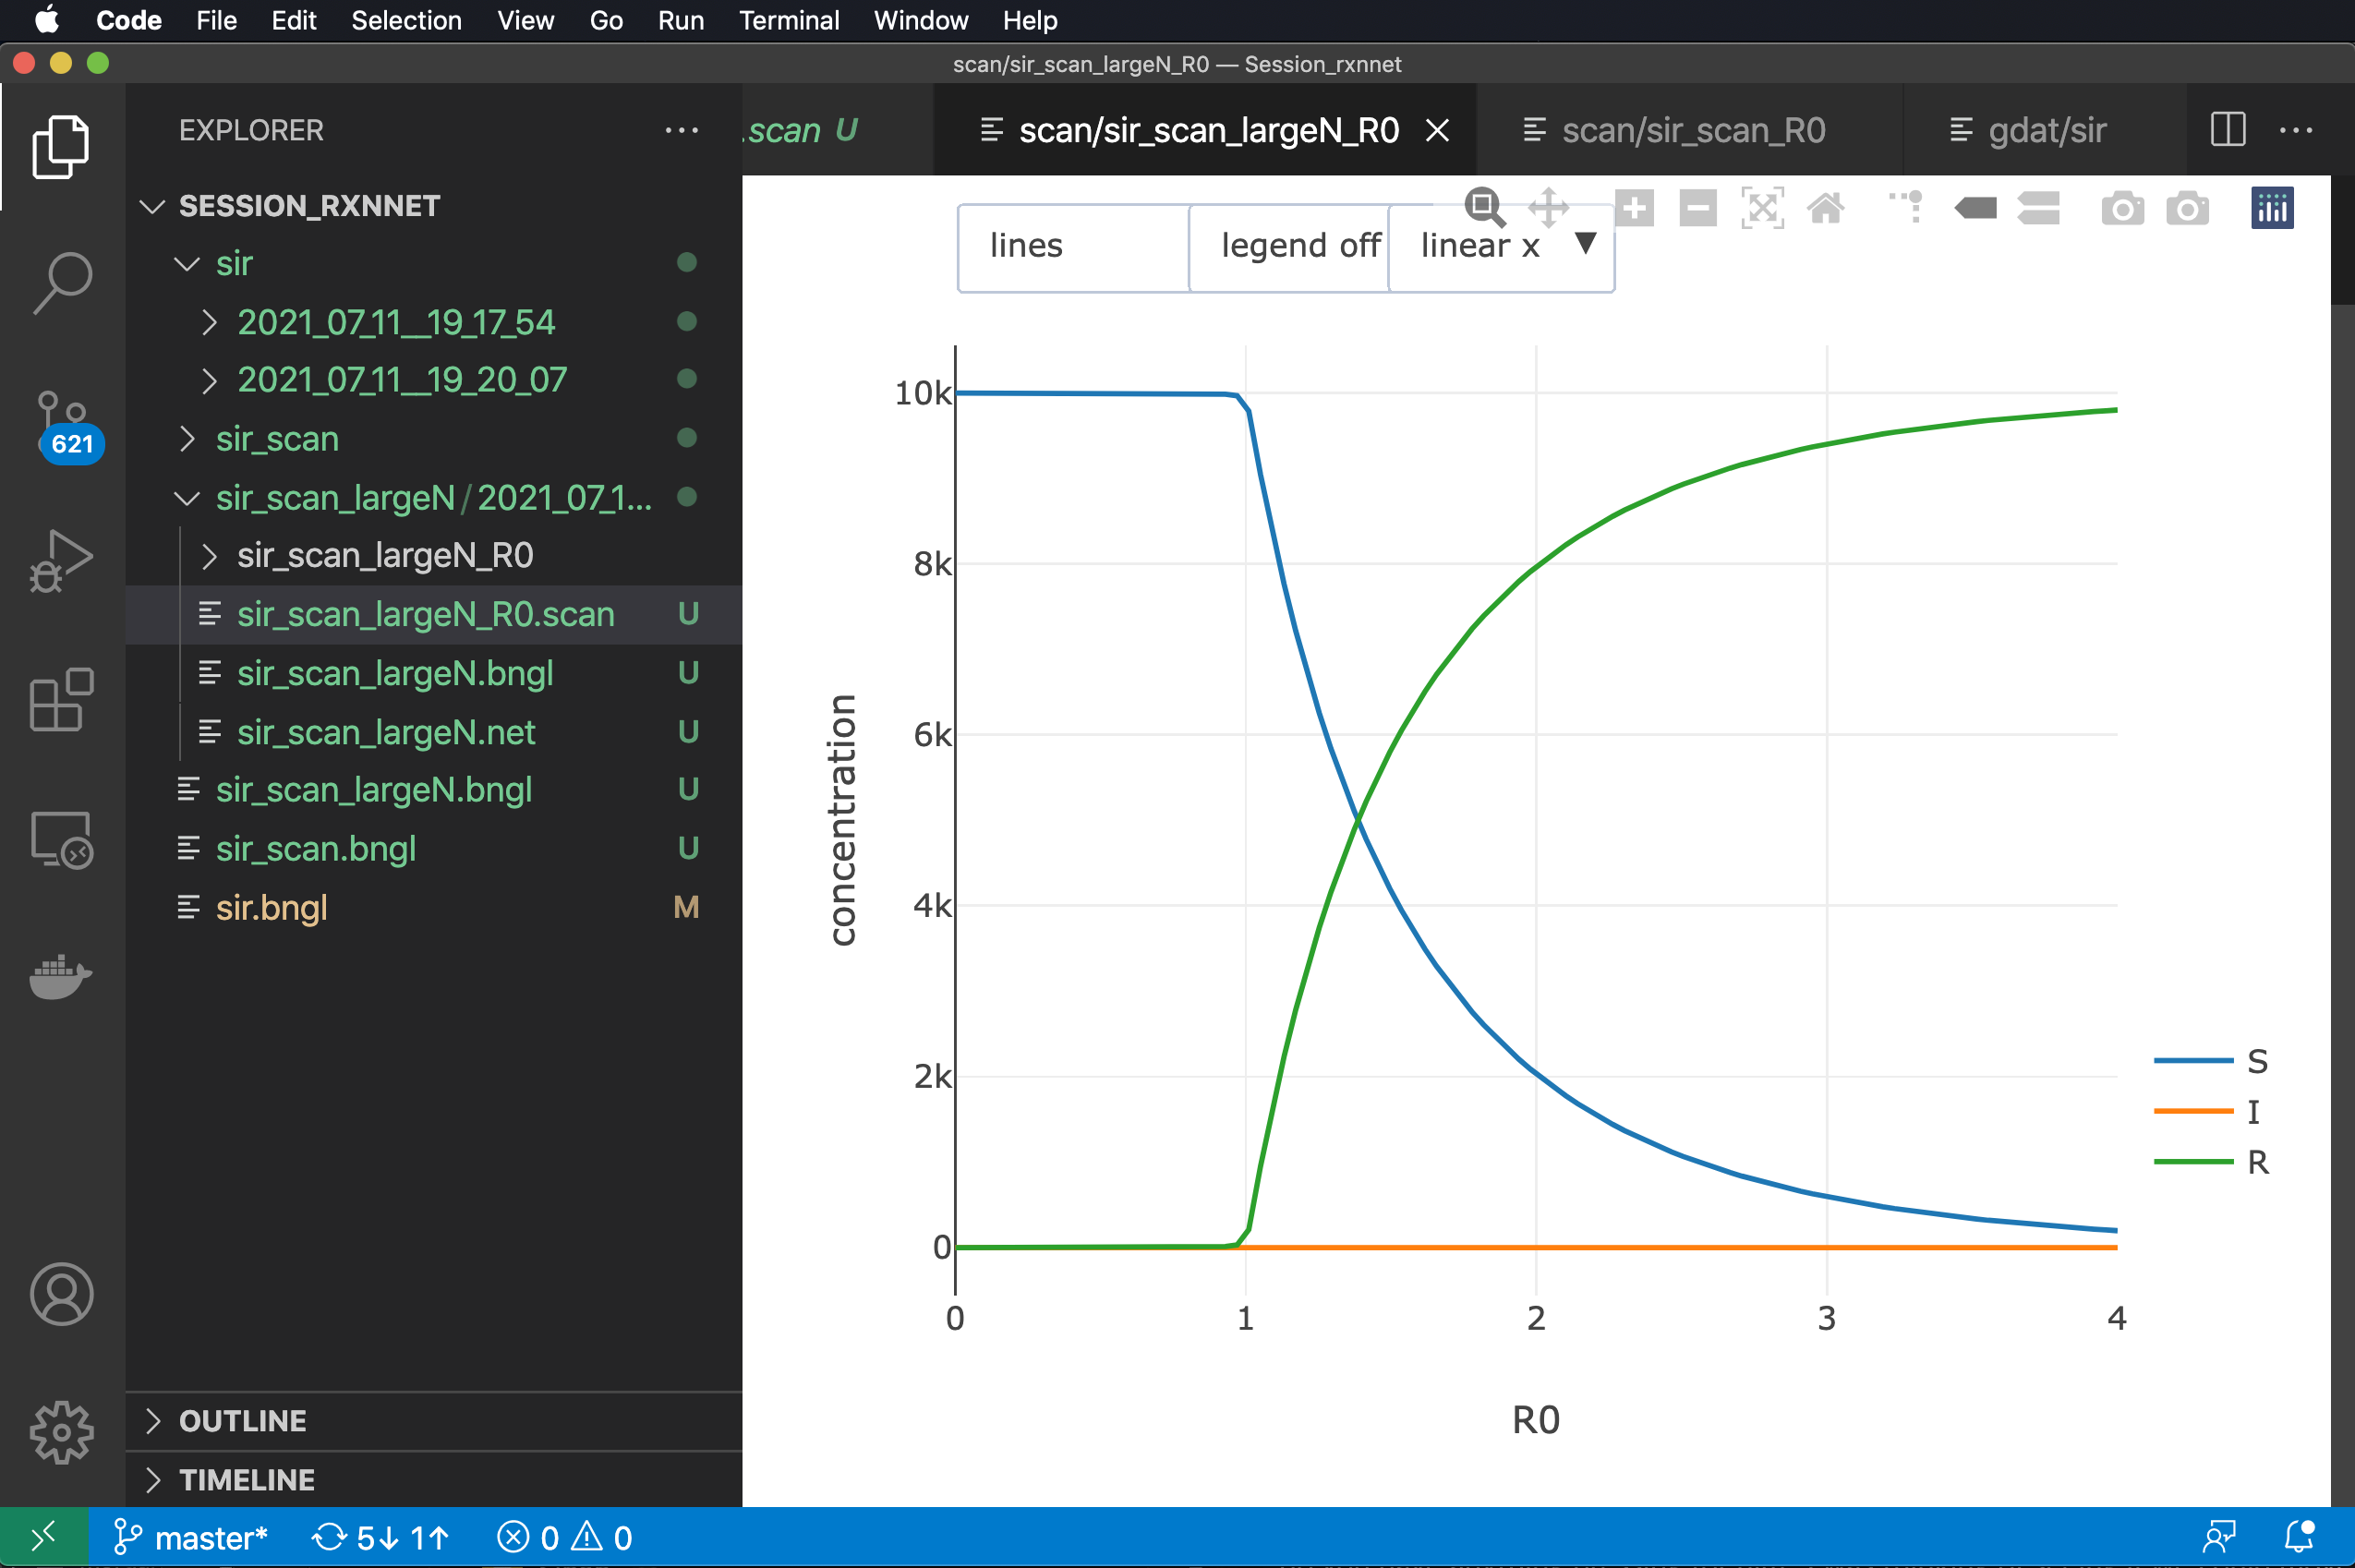 Code File Edit Selection View Go Run Terminal Window Help
scan/sir_scan_largeN_R0 — Session_rxnnet
EXPLORER
.scan U
scan/sir_scan_largeN_R0
scan/sir_scan_R0
gdat/sir
SESSION_RXNNET
sir
2021_07_11__19_17_54
2021_07_11__19_20_07
sir_scan
sir_scan_largeN / 2021_07_1...
sir_scan_largeN_R0
sir_scan_largeN_R0.scan U
sir_scan_largeN.bngl U
sir_scan_largeN.net U
sir_scan_largeN.bngl U
sir_scan.bngl U
sir.bngl M
621
OUTLINE
TIMELINE
lines
legend off
linear x ▼
10k
8k
6k
4k
2k
0
concentration
0 1 2 3 4
R0
S
I
R
master* 5↓ 1↑ 0 0